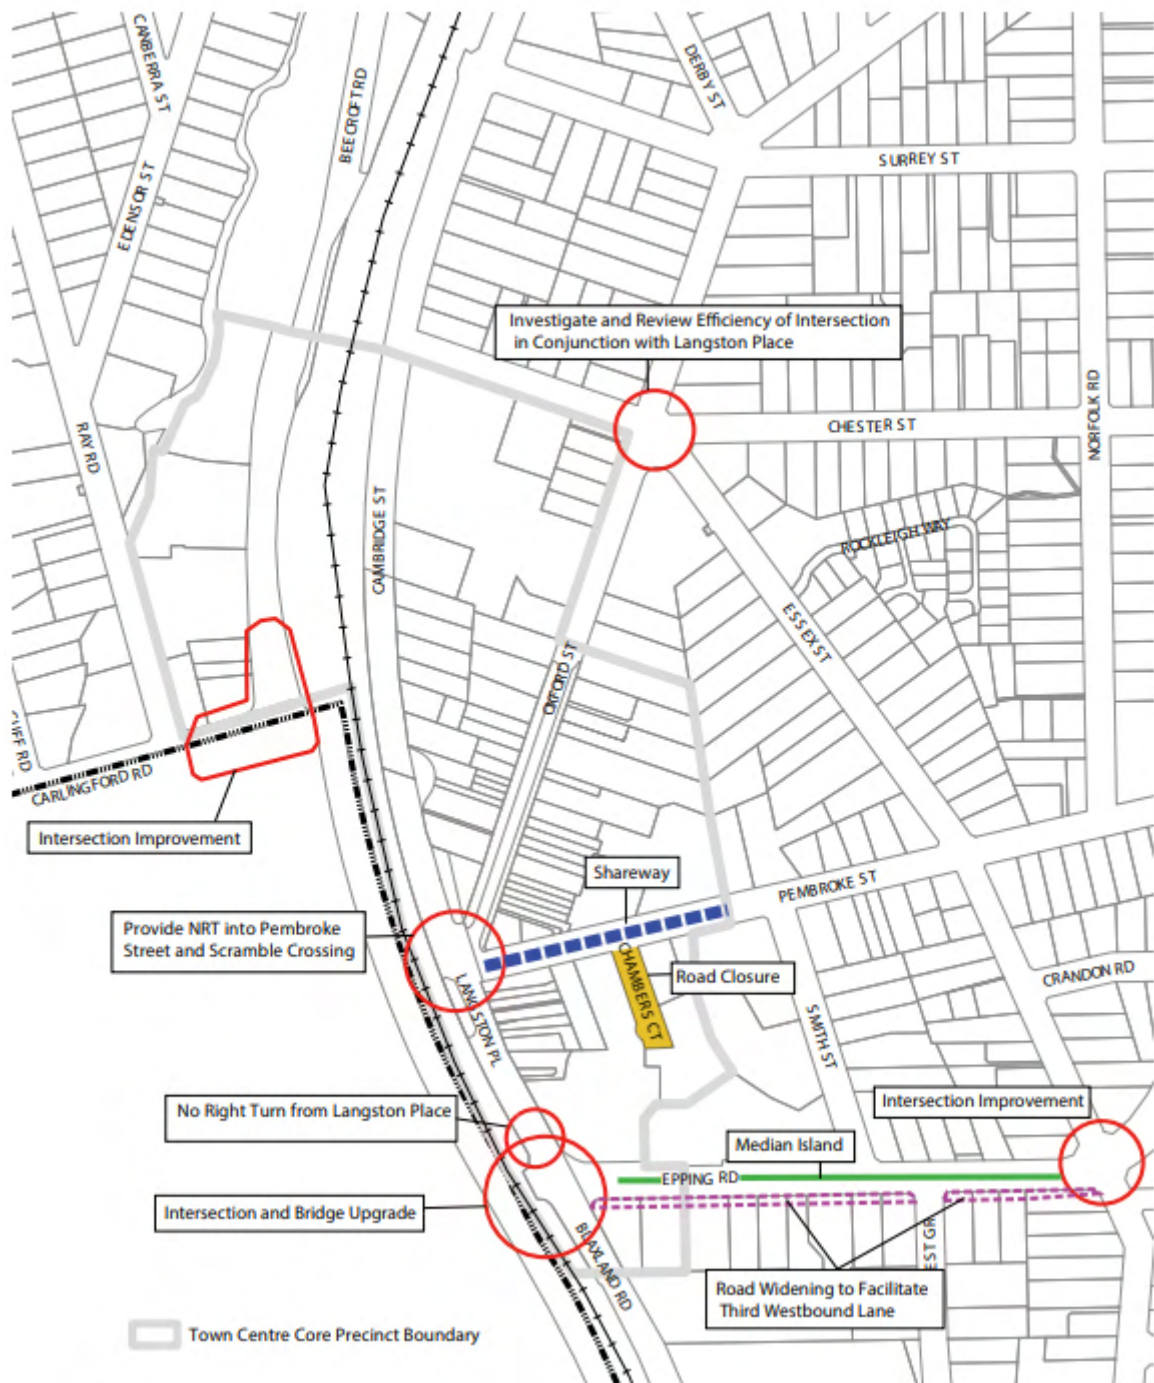 CANBERRA ST
BEECROFT RD
DERBY ST
SURREY ST
EDENSOR ST
Investigate and Review Efficiency of Intersection
in Conjunction with Langston Place
NORFOLK RD
CHESTER ST
RAY RD
CAMBRIDGE ST
ROCKLEIGH WAY
ESSEX ST
OXFORD ST
CARLINGFORD RD
Intersection Improvement
Shareway
PEMBROKE ST
Provide NRT into Pembroke
Street and Scramble Crossing
CHAMBERS CT
Road Closure
CRANDON RD
LANGSTON PL
SMITH ST
No Right Turn from Langston Place
Intersection Improvement
Median Island
EPPING RD
Intersection and Bridge Upgrade
BLAXLAND RD
EST GR
Road Widening to Facilitate
Third Westbound Lane
Town Centre Core Precinct Boundary